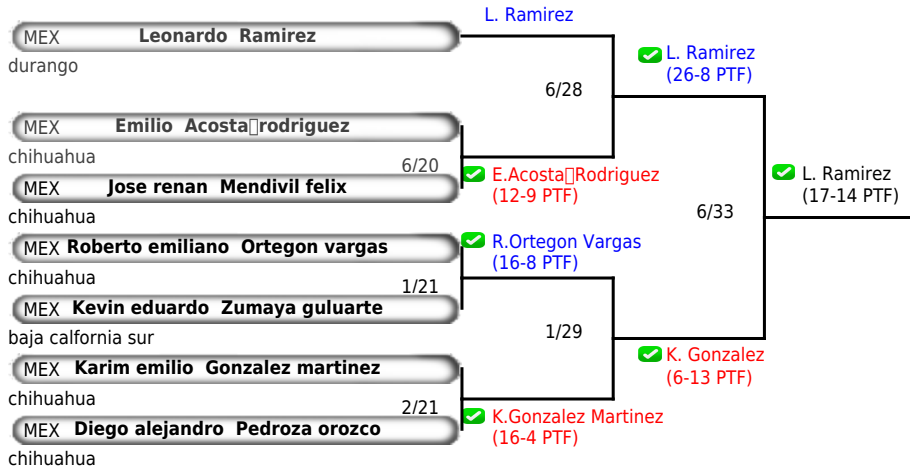 L. Ramirez
MEX Leonardo Ramirez
durango
L. Ramirez
(26-8 PTF)
6/28
MEX Emilio Acosta▯rodriguez
chihuahua
6/20
MEX Jose renan Mendivil felix
chihuahua
E.Acosta▯Rodriguez
(12-9 PTF)
L. Ramirez
(17-14 PTF)
6/33
MEX Roberto emiliano Ortegon vargas
chihuahua
R.Ortegon Vargas
(16-8 PTF)
1/21
MEX Kevin eduardo Zumaya guluarte
baja calfornia sur
1/29
K. Gonzalez
(6-13 PTF)
MEX Karim emilio Gonzalez martinez
chihuahua
2/21
MEX Diego alejandro Pedroza orozco
chihuahua
K.Gonzalez Martinez
(16-4 PTF)